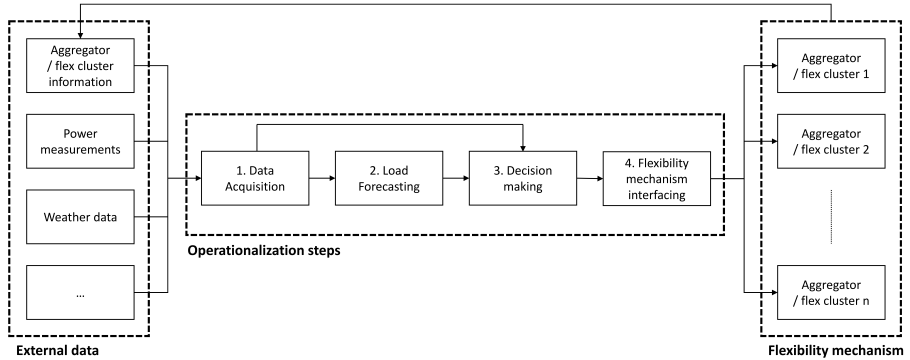 Aggregator
/ flex cluster
information
Power
measurements
Weather data
...
External data
1. Data
Acquisition
2. Load
Forecasting
3. Decision
making
4. Flexibility
mechanism
interfacing
Operationalization steps
Aggregator
/ flex cluster 1
Aggregator
/ flex cluster 2
Aggregator
/ flex cluster n
Flexibility mechanism